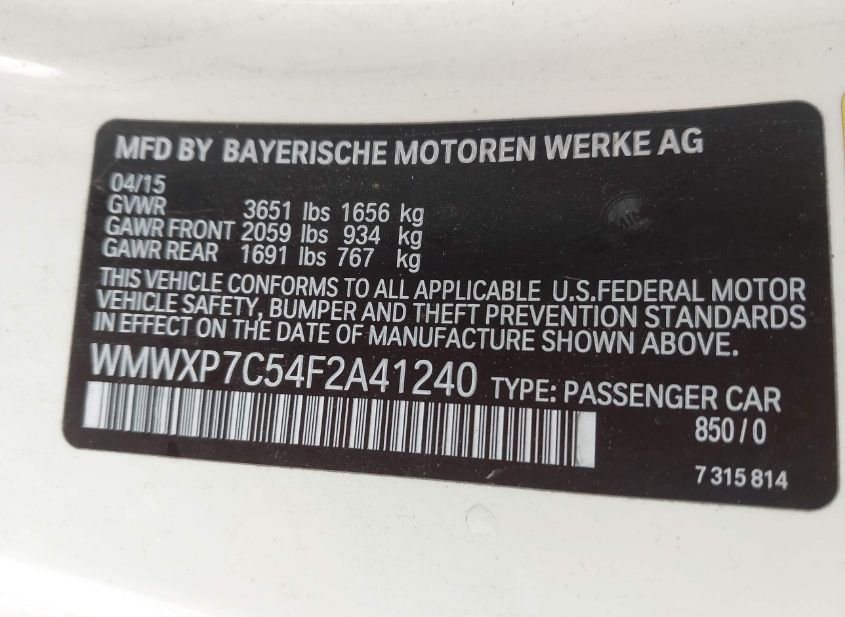 MFD BY BAYERISCHE MOTOREN WERKE AG
04/15
GVWR 3651 lbs 1656 kg
GAWR FRONT 2059 lbs 934 kg
GAWR REAR 1691 lbs 767 kg
THIS VEHICLE CONFORMS TO ALL APPLICABLE U.S.FEDERAL MOTOR
VEHICLE SAFETY, BUMPER AND THEFT PREVENTION STANDARDS
IN EFFECT ON THE DATE OF MANUFACTURE SHOWN ABOVE.
WMWXP7C54F2A41240 TYPE: PASSENGER CAR
850/0
7 315 814
MINI